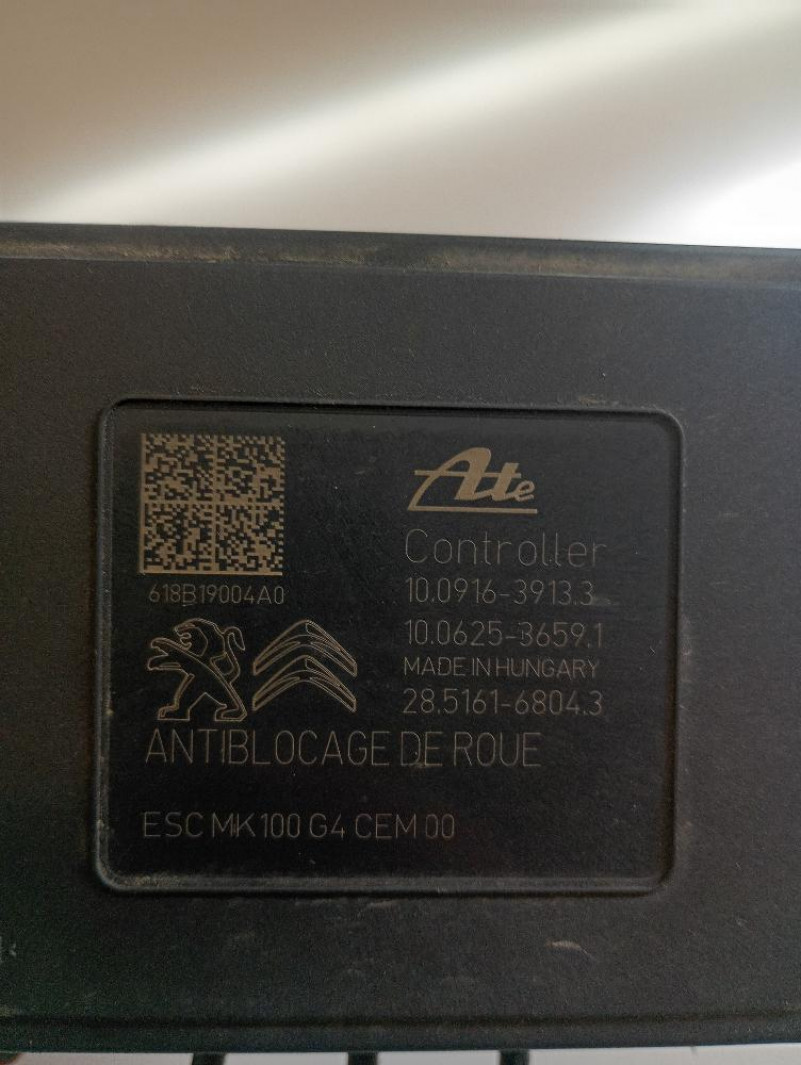 618B19004A0
Ate
Controller
10.0916-3913.3
10.0625-3659.1
MADE IN HUNGARY
28.5161-6804.3
ANTIBLOCAGE DE ROUE
ESC MK100 G4 CEM 00